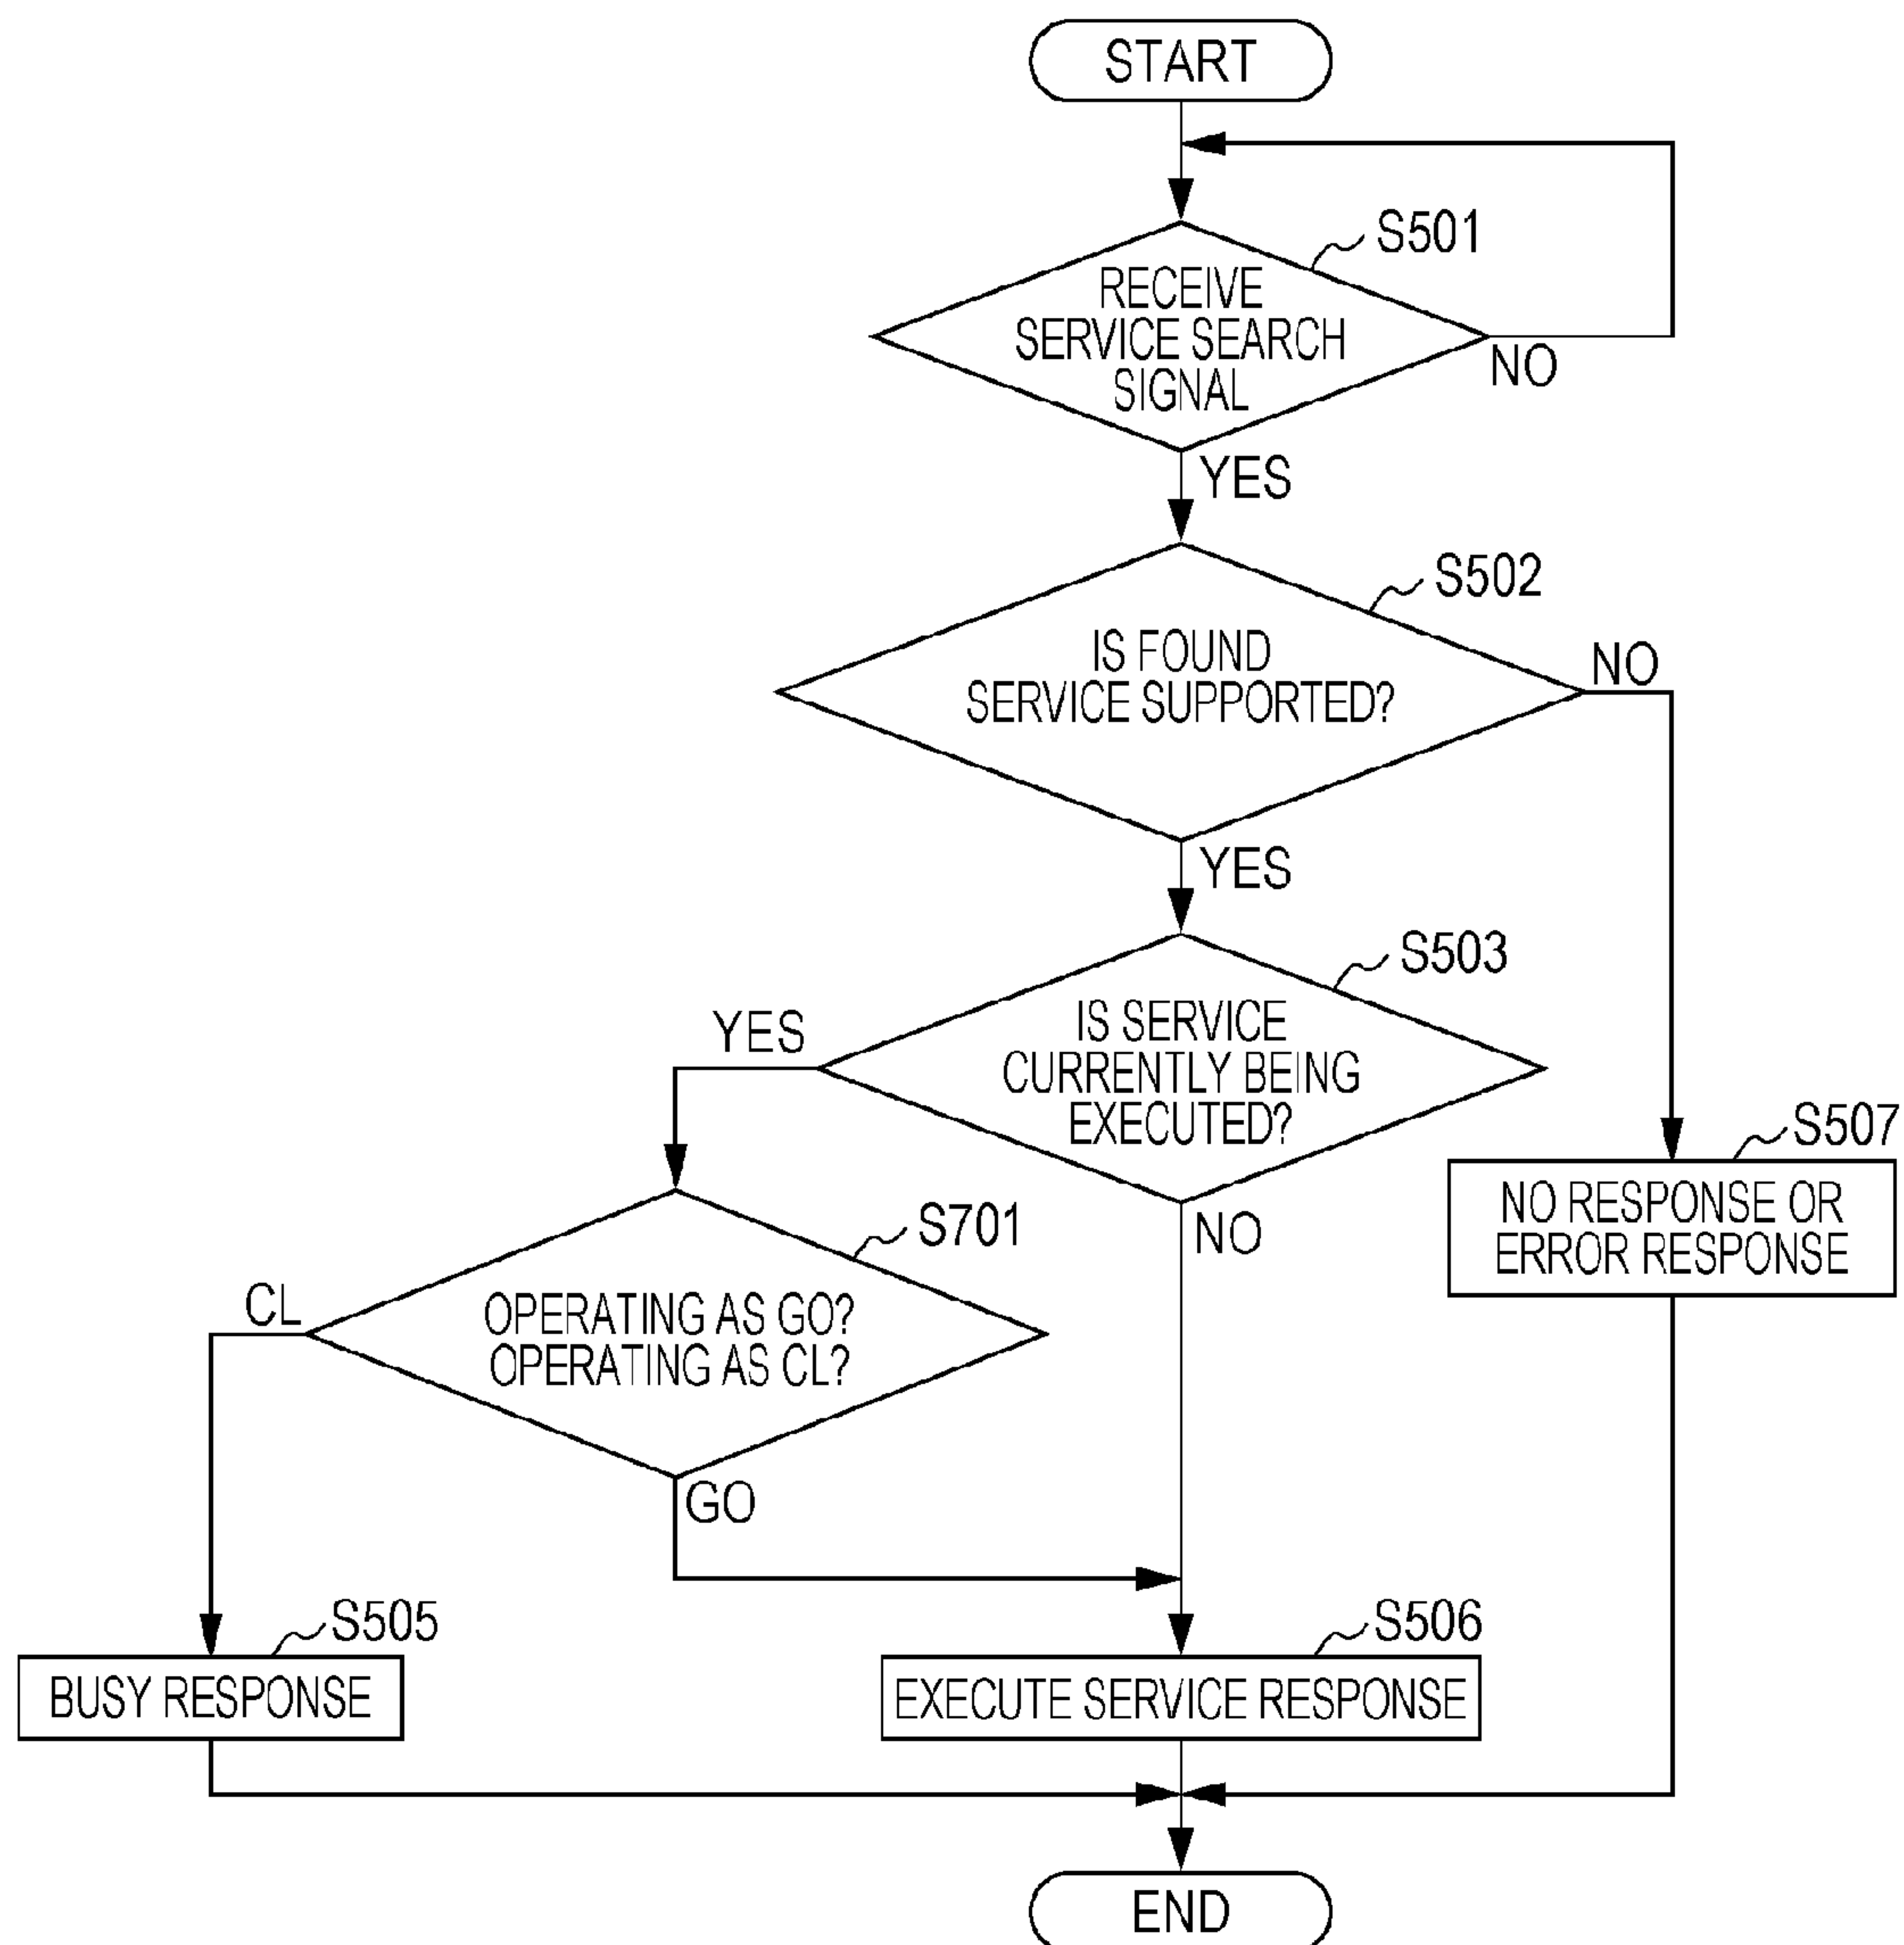 START
S501
RECEIVE
SERVICE SEARCH
SIGNAL
NO
YES
S502
IS FOUND
SERVICE SUPPORTED?
NO
YES
S503
IS SERVICE
CURRENTLY BEING
EXECUTED?
YES
NO
S507
NO RESPONSE OR
ERROR RESPONSE
S701
OPERATING AS GO?
OPERATING AS CL?
CL
GO
S505
BUSY RESPONSE
S506
EXECUTE SERVICE RESPONSE
END